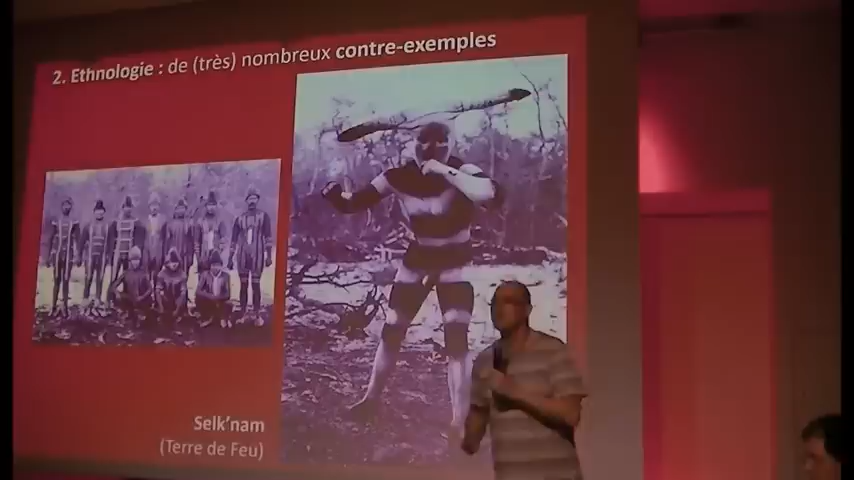 2. Ethnologie : de (très) nombreux contre-exemples
Selk'nam
(Terre de Feu)